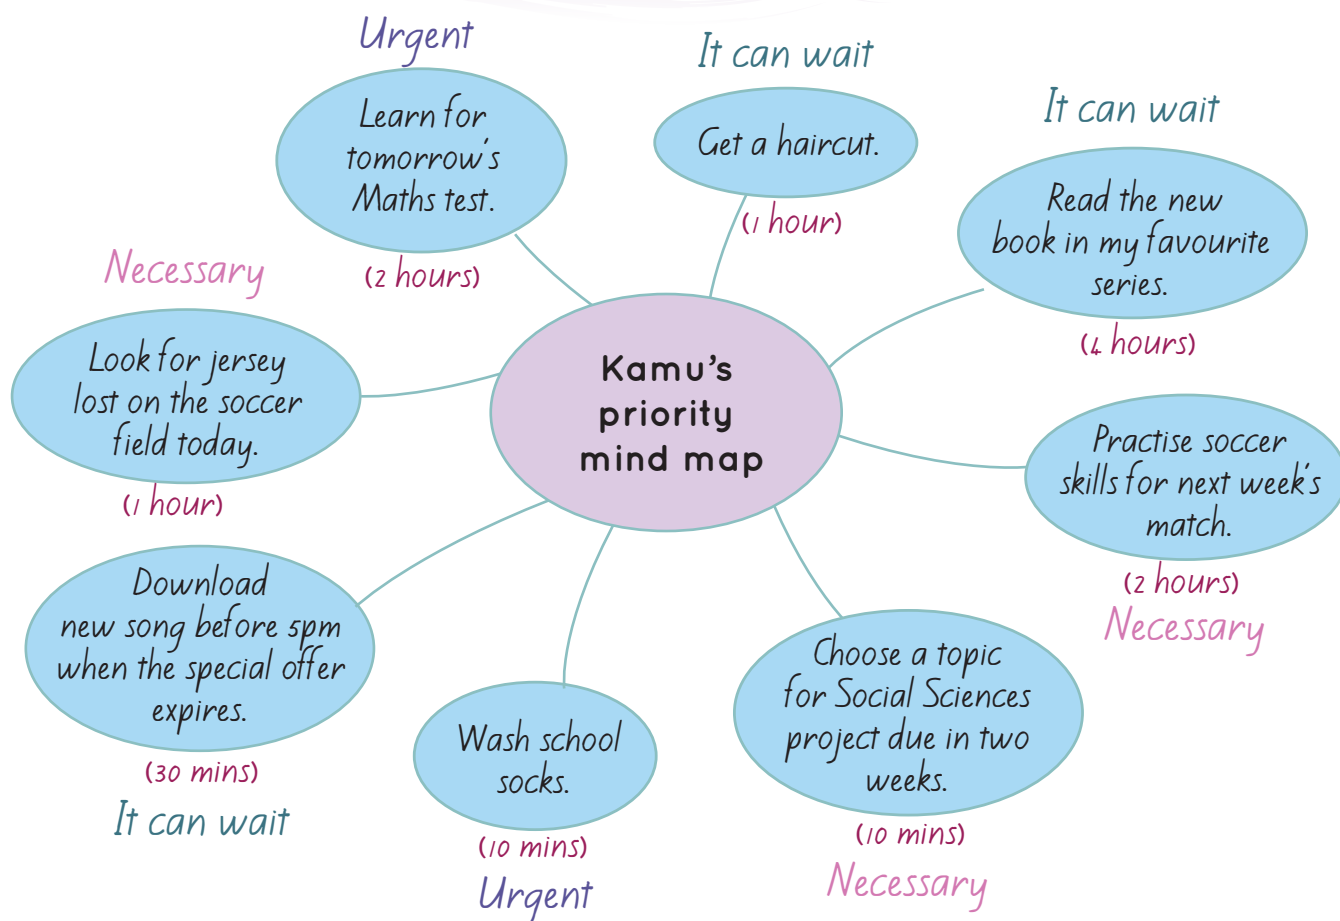 Urgent
Learn for
tomorrow's
Maths test.
(2 hours)
It can wait
Get a haircut.
(1 hour)
It can wait
Read the new
book in my favourite
series.
(4 hours)
Necessary
Look for jersey
lost on the soccer
field today.
(1 hour)
Kamu's
priority
mind map
Practise soccer
skills for next week's
match.
(2 hours)
Necessary
Download
new song before 5pm
when the special offer
expires.
(30 mins)
It can wait
Wash school
socks.
(10 mins)
Urgent
Choose a topic
for Social Sciences
project due in two
weeks.
(10 mins)
Necessary